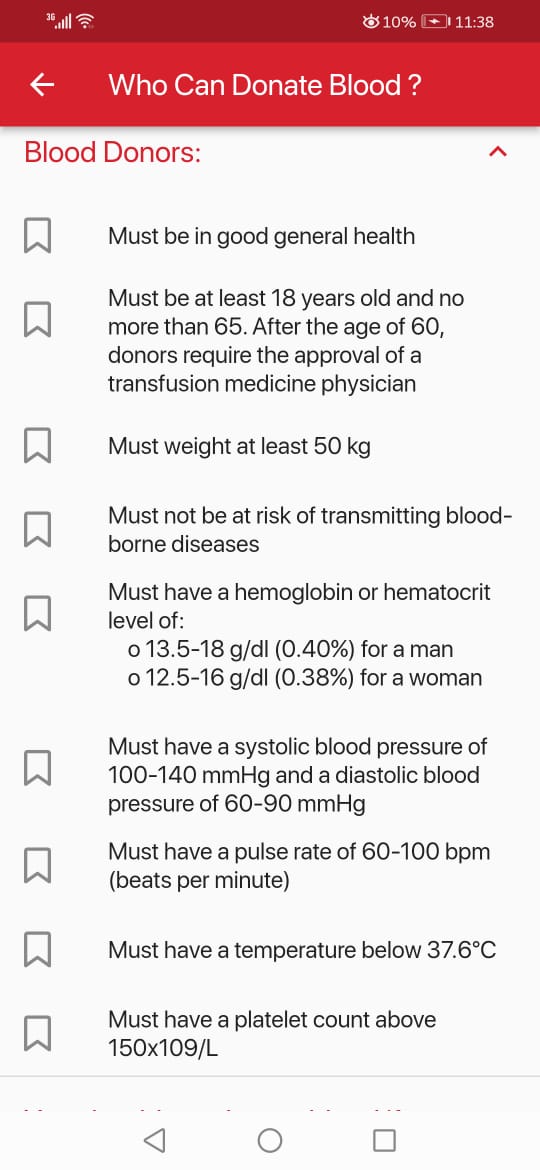 3G 10% 11:38
Who Can Donate Blood ?
Blood Donors:
Must be in good general health
Must be at least 18 years old and no
more than 65. After the age of 60,
donors require the approval of a
transfusion medicine physician
Must weight at least 50 kg
Must not be at risk of transmitting blood-
borne diseases
Must have a hemoglobin or hematocrit
level of:
o 13.5-18 g/dl (0.40%) for a man
o 12.5-16 g/dl (0.38%) for a woman
Must have a systolic blood pressure of
100-140 mmHg and a diastolic blood
pressure of 60-90 mmHg
Must have a pulse rate of 60-100 bpm
(beats per minute)
Must have a temperature below 37.6°C
Must have a platelet count above
150x109/L